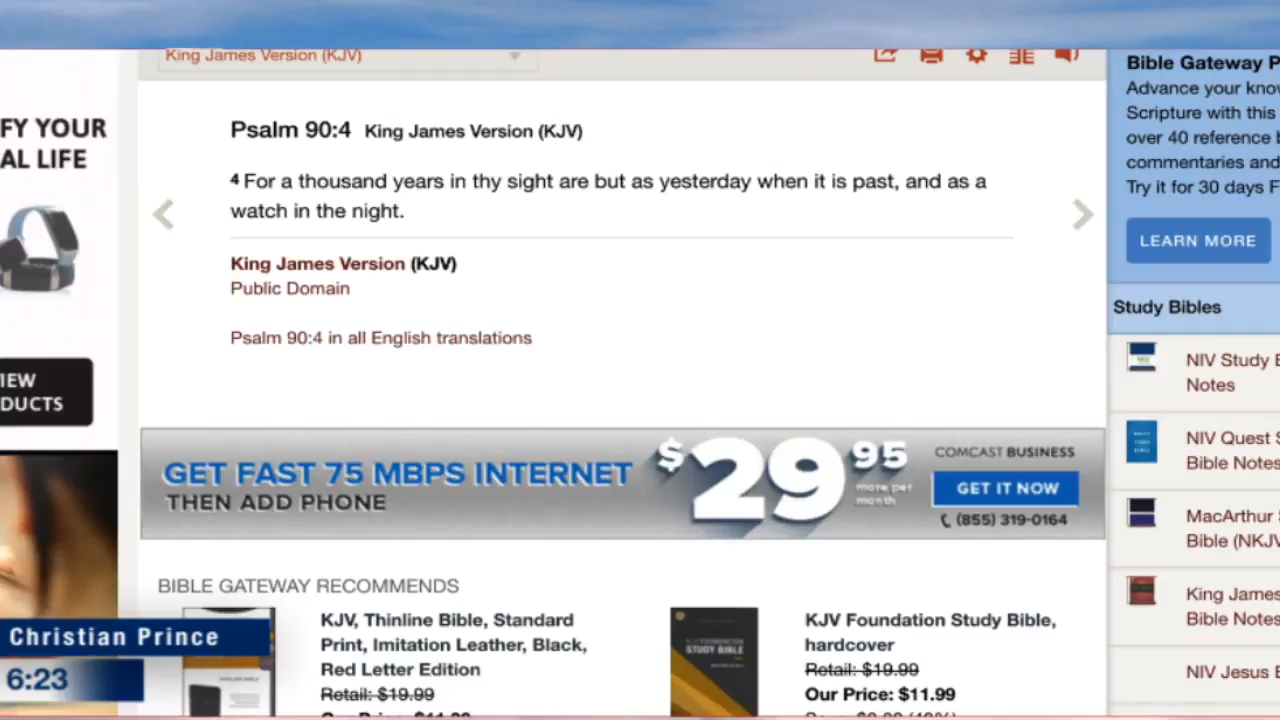 King James Version (KJV)
FY YOUR
AL LIFE
DUCTS
Psalm 90:4 King James Version (KJV)
4 For a thousand years in thy sight are but as yesterday when it is past, and as a
watch in the night.
King James Version (KJV)
Public Domain
Psalm 90:4 in all English translations
GET FAST 75 MBPS INTERNET
THEN ADD PHONE
$29 95
more per
month
COMCAST BUSINESS
GET IT NOW
(855) 319-0164
BIBLE GATEWAY RECOMMENDS
KJV, Thinline Bible, Standard
Print, Imitation Leather, Black,
Red Letter Edition
Retail: $19.99
KJV Foundation Study Bible,
hardcover
Retail: $19.99
Our Price: $11.99
STUDY BIBLE
Bible Gateway P
Advance your know
Scripture with this
over 40 reference b
commentaries and
Try it for 30 days F
LEARN MORE
Study Bibles
NIV Study B
Notes
NIV Quest S
Bible Notes
MacArthur S
Bible (NKJV
King James
Bible Notes
NIV Jesus B
Christian Prince
6:23